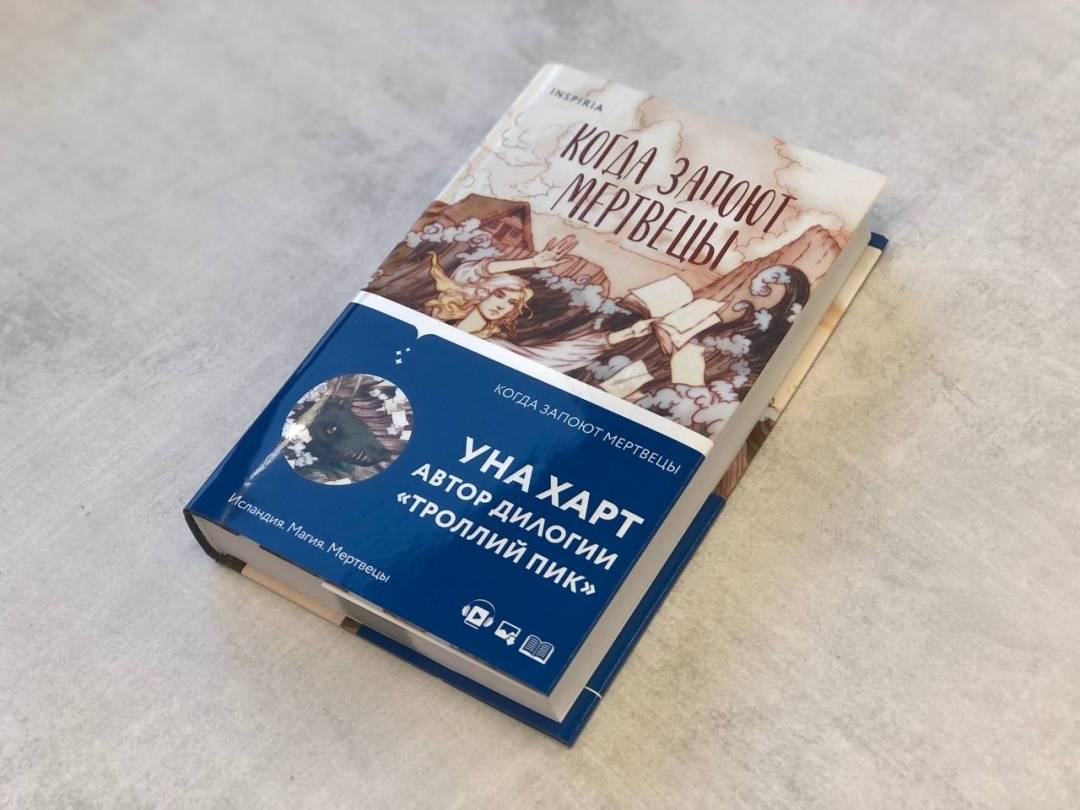 INSPIRIA
КОГДА ЗАПОЮТ
МЕРТВЕЦЫ
КОГДА ЗАПОЮТ МЕРТВЕЦЫ
УНА ХАРТ
АВТОР ДИЛОГИИ
«ТРОЛЛИЙ ПИК»
Исландия. Магия. Мертвецы